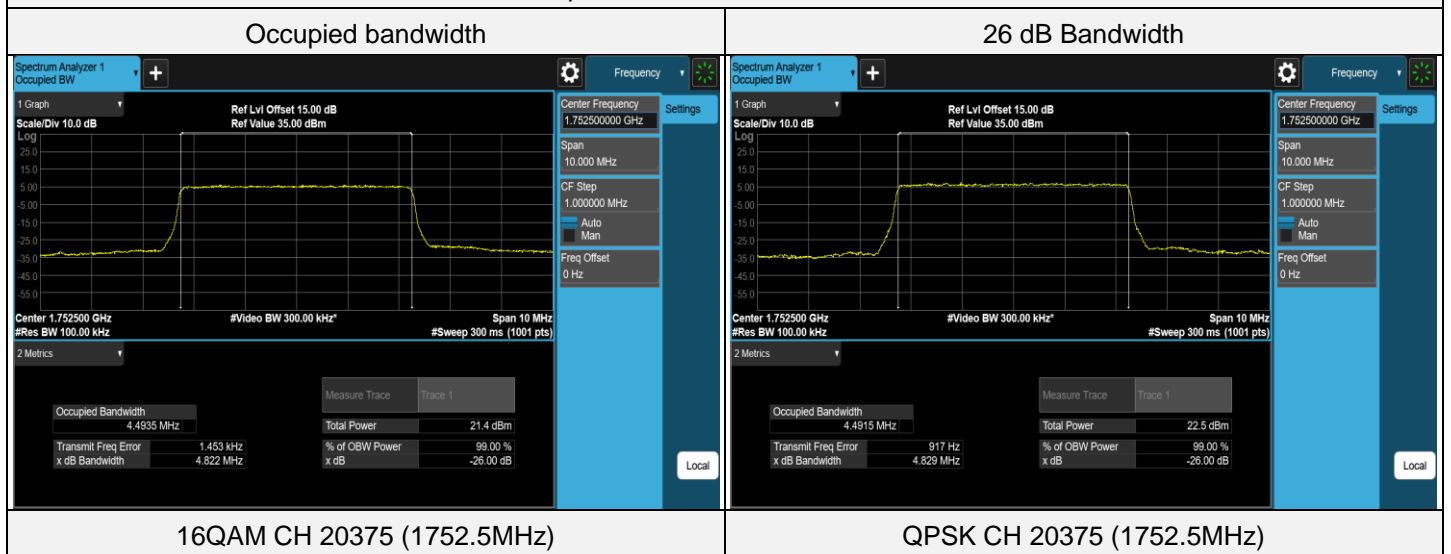 Occupied bandwidth
Spectrum Analyzer 1
Occupied BW
+
Frequency
1 Graph
Scale/Div 10.0 dB
Ref Lvl Offset 15.00 dB
Ref Value 35.00 dBm
Log
25.0
15.0
5.00
-5.00
-15.0
-25.0
-35.0
-45.0
-55.0
Center 1.752500 GHz
#Res BW 100.00 kHz
#Video BW 300.00 kHz*
Span 10 MHz
#Sweep 300 ms (1001 pts)
Center Frequency
1.752500000 GHz
Settings
Span
10.000 MHz
CF Step
1.000000 MHz
Auto
Man
Freq Offset
0 Hz
Local
2 Metrics
Measure Trace Trace 1
Occupied Bandwidth
4.4935 MHz
Total Power 21.4 dBm
Transmit Freq Error 1.453 kHz
% of OBW Power 99.00 %
x dB Bandwidth 4.822 MHz
x dB -26.00 dB
16QAM CH 20375 (1752.5MHz)
26 dB Bandwidth
Spectrum Analyzer 1
Occupied BW
+
Frequency
1 Graph
Scale/Div 10.0 dB
Ref Lvl Offset 15.00 dB
Ref Value 35.00 dBm
Log
25.0
15.0
5.00
-5.00
-15.0
-25.0
-35.0
-45.0
-55.0
Center 1.752500 GHz
#Res BW 100.00 kHz
#Video BW 300.00 kHz*
Span 10 MHz
#Sweep 300 ms (1001 pts)
Center Frequency
1.752500000 GHz
Settings
Span
10.000 MHz
CF Step
1.000000 MHz
Auto
Man
Freq Offset
0 Hz
Local
2 Metrics
Measure Trace Trace 1
Occupied Bandwidth
4.4915 MHz
Total Power 22.5 dBm
Transmit Freq Error 917 Hz
% of OBW Power 99.00 %
x dB Bandwidth 4.829 MHz
x dB -26.00 dB
QPSK CH 20375 (1752.5MHz)